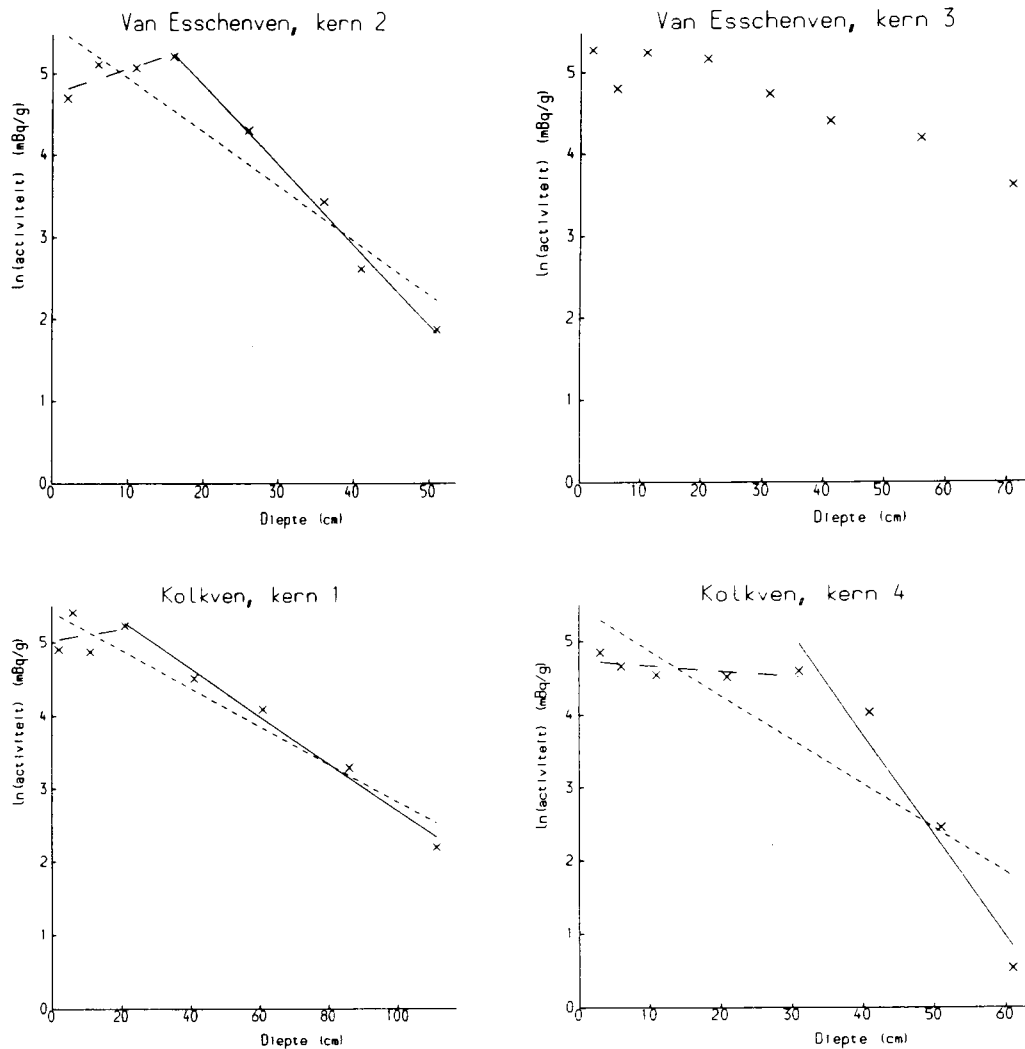 Van Esschenven, kern 2
ln(activiteit) (mBq/g)
5
4
3
2
1
0
0 10 20 30 40 50
Diepte (cm)
Van Esschenven, kern 3
ln(activiteit) (mBq/g)
5
4
3
2
1
0
0 10 20 30 40 50 60 70
Diepte (cm)
Kolkven, kern 1
ln(activiteit) (mBq/g)
5
4
3
2
1
0
0 20 40 60 80 100
Diepte (cm)
Kolkven, kern 4
ln(activiteit) (mBq/g)
5
4
3
2
1
0
0 10 20 30 40 50 60
Diepte (cm)